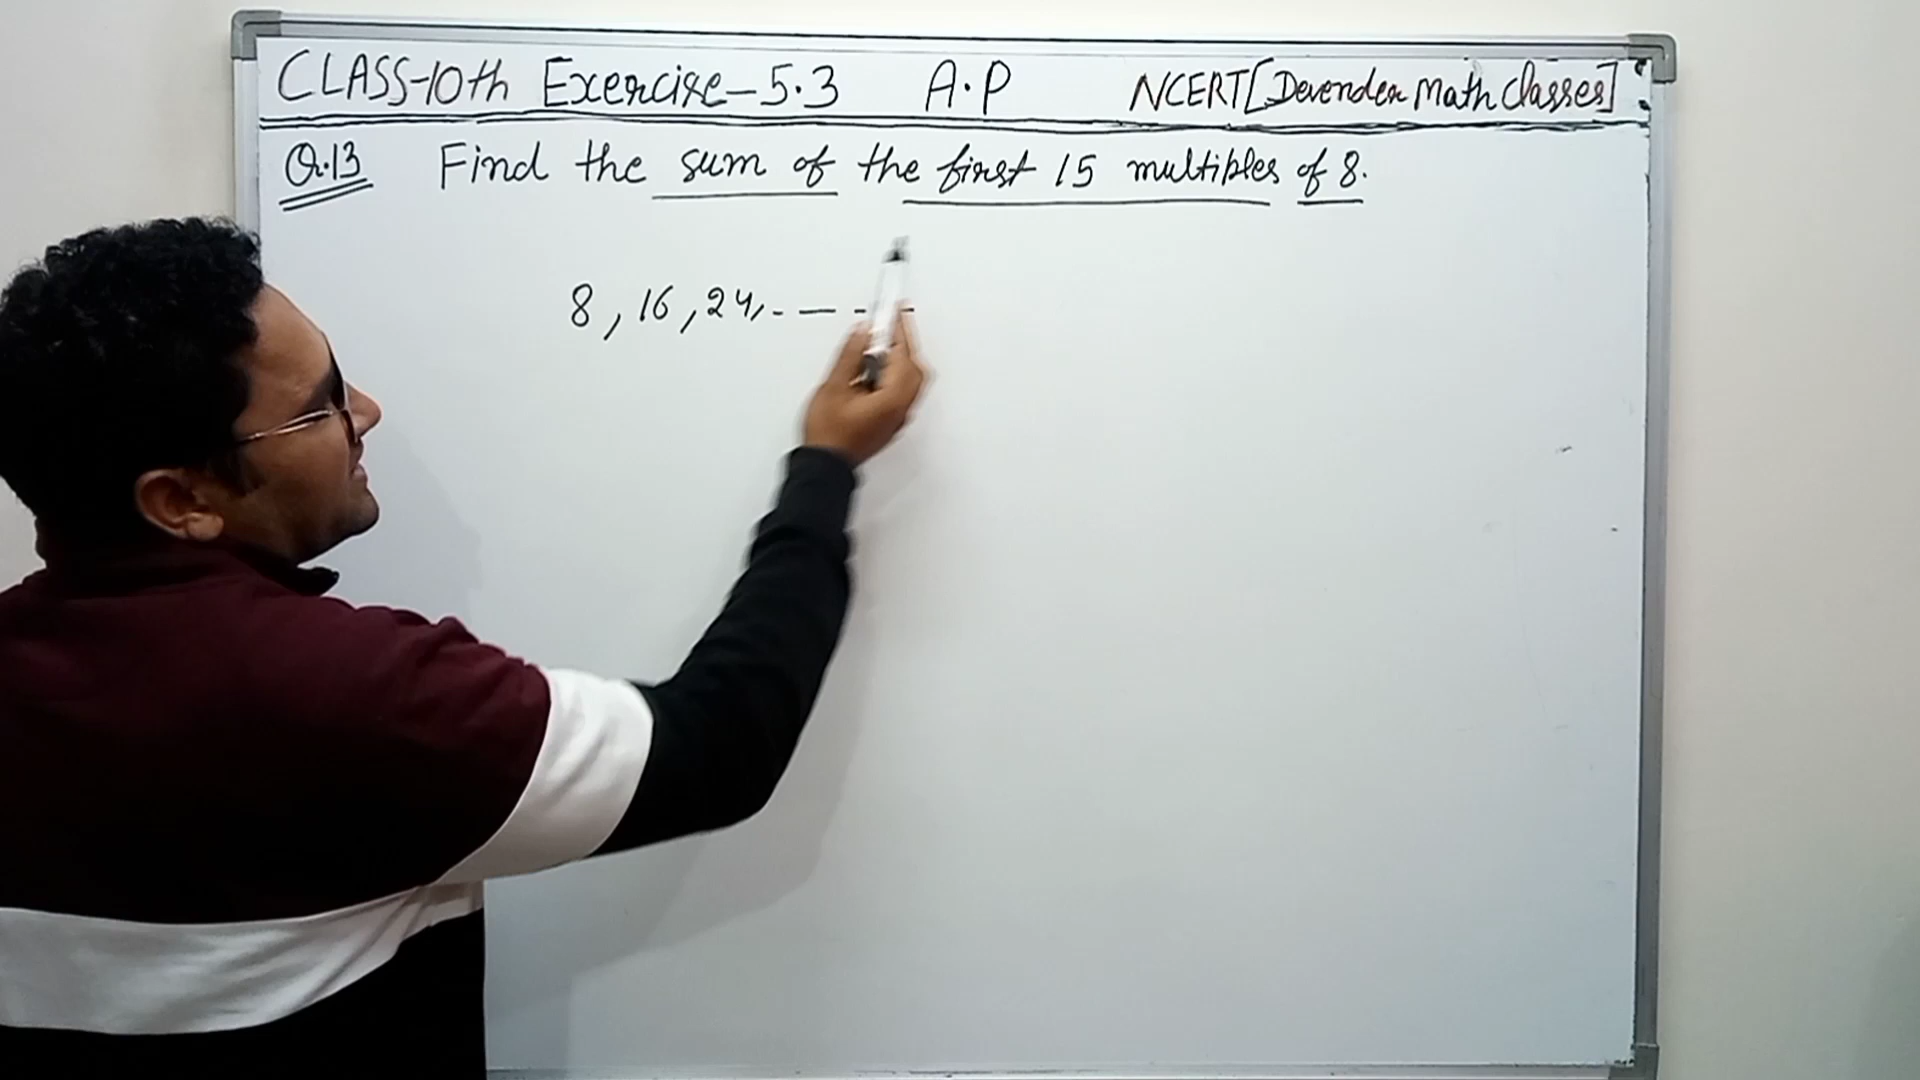 CLASS-10th Exercise-5.3 A.P NCERT[Devender Math Classes]
Q.13 Find the sum of the first 15 multiples of 8.
8, 16, 24, - — - -